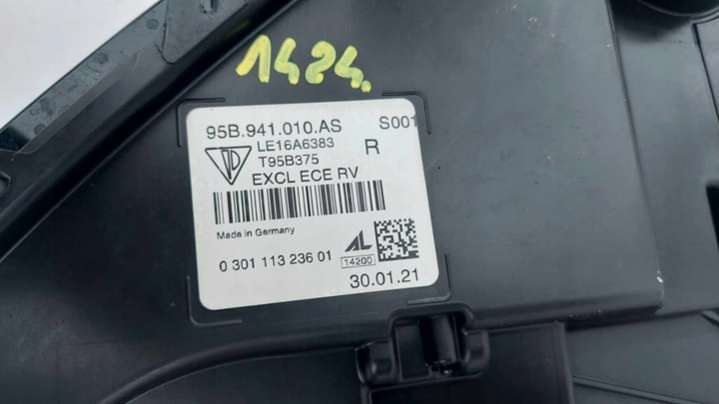 1424.
95B.941.010.AS S001
LE16A6383
T95B375 R
EXCL ECE RV
Made in Germany
0 301 113 236 01
AL
14200
30.01.21